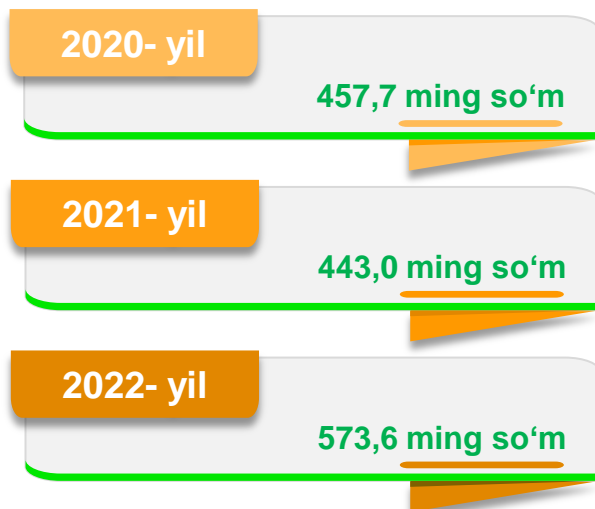 2020- yil
457,7 ming so‘m
2021- yil
443,0 ming so‘m
2022- yil
573,6 ming so‘m